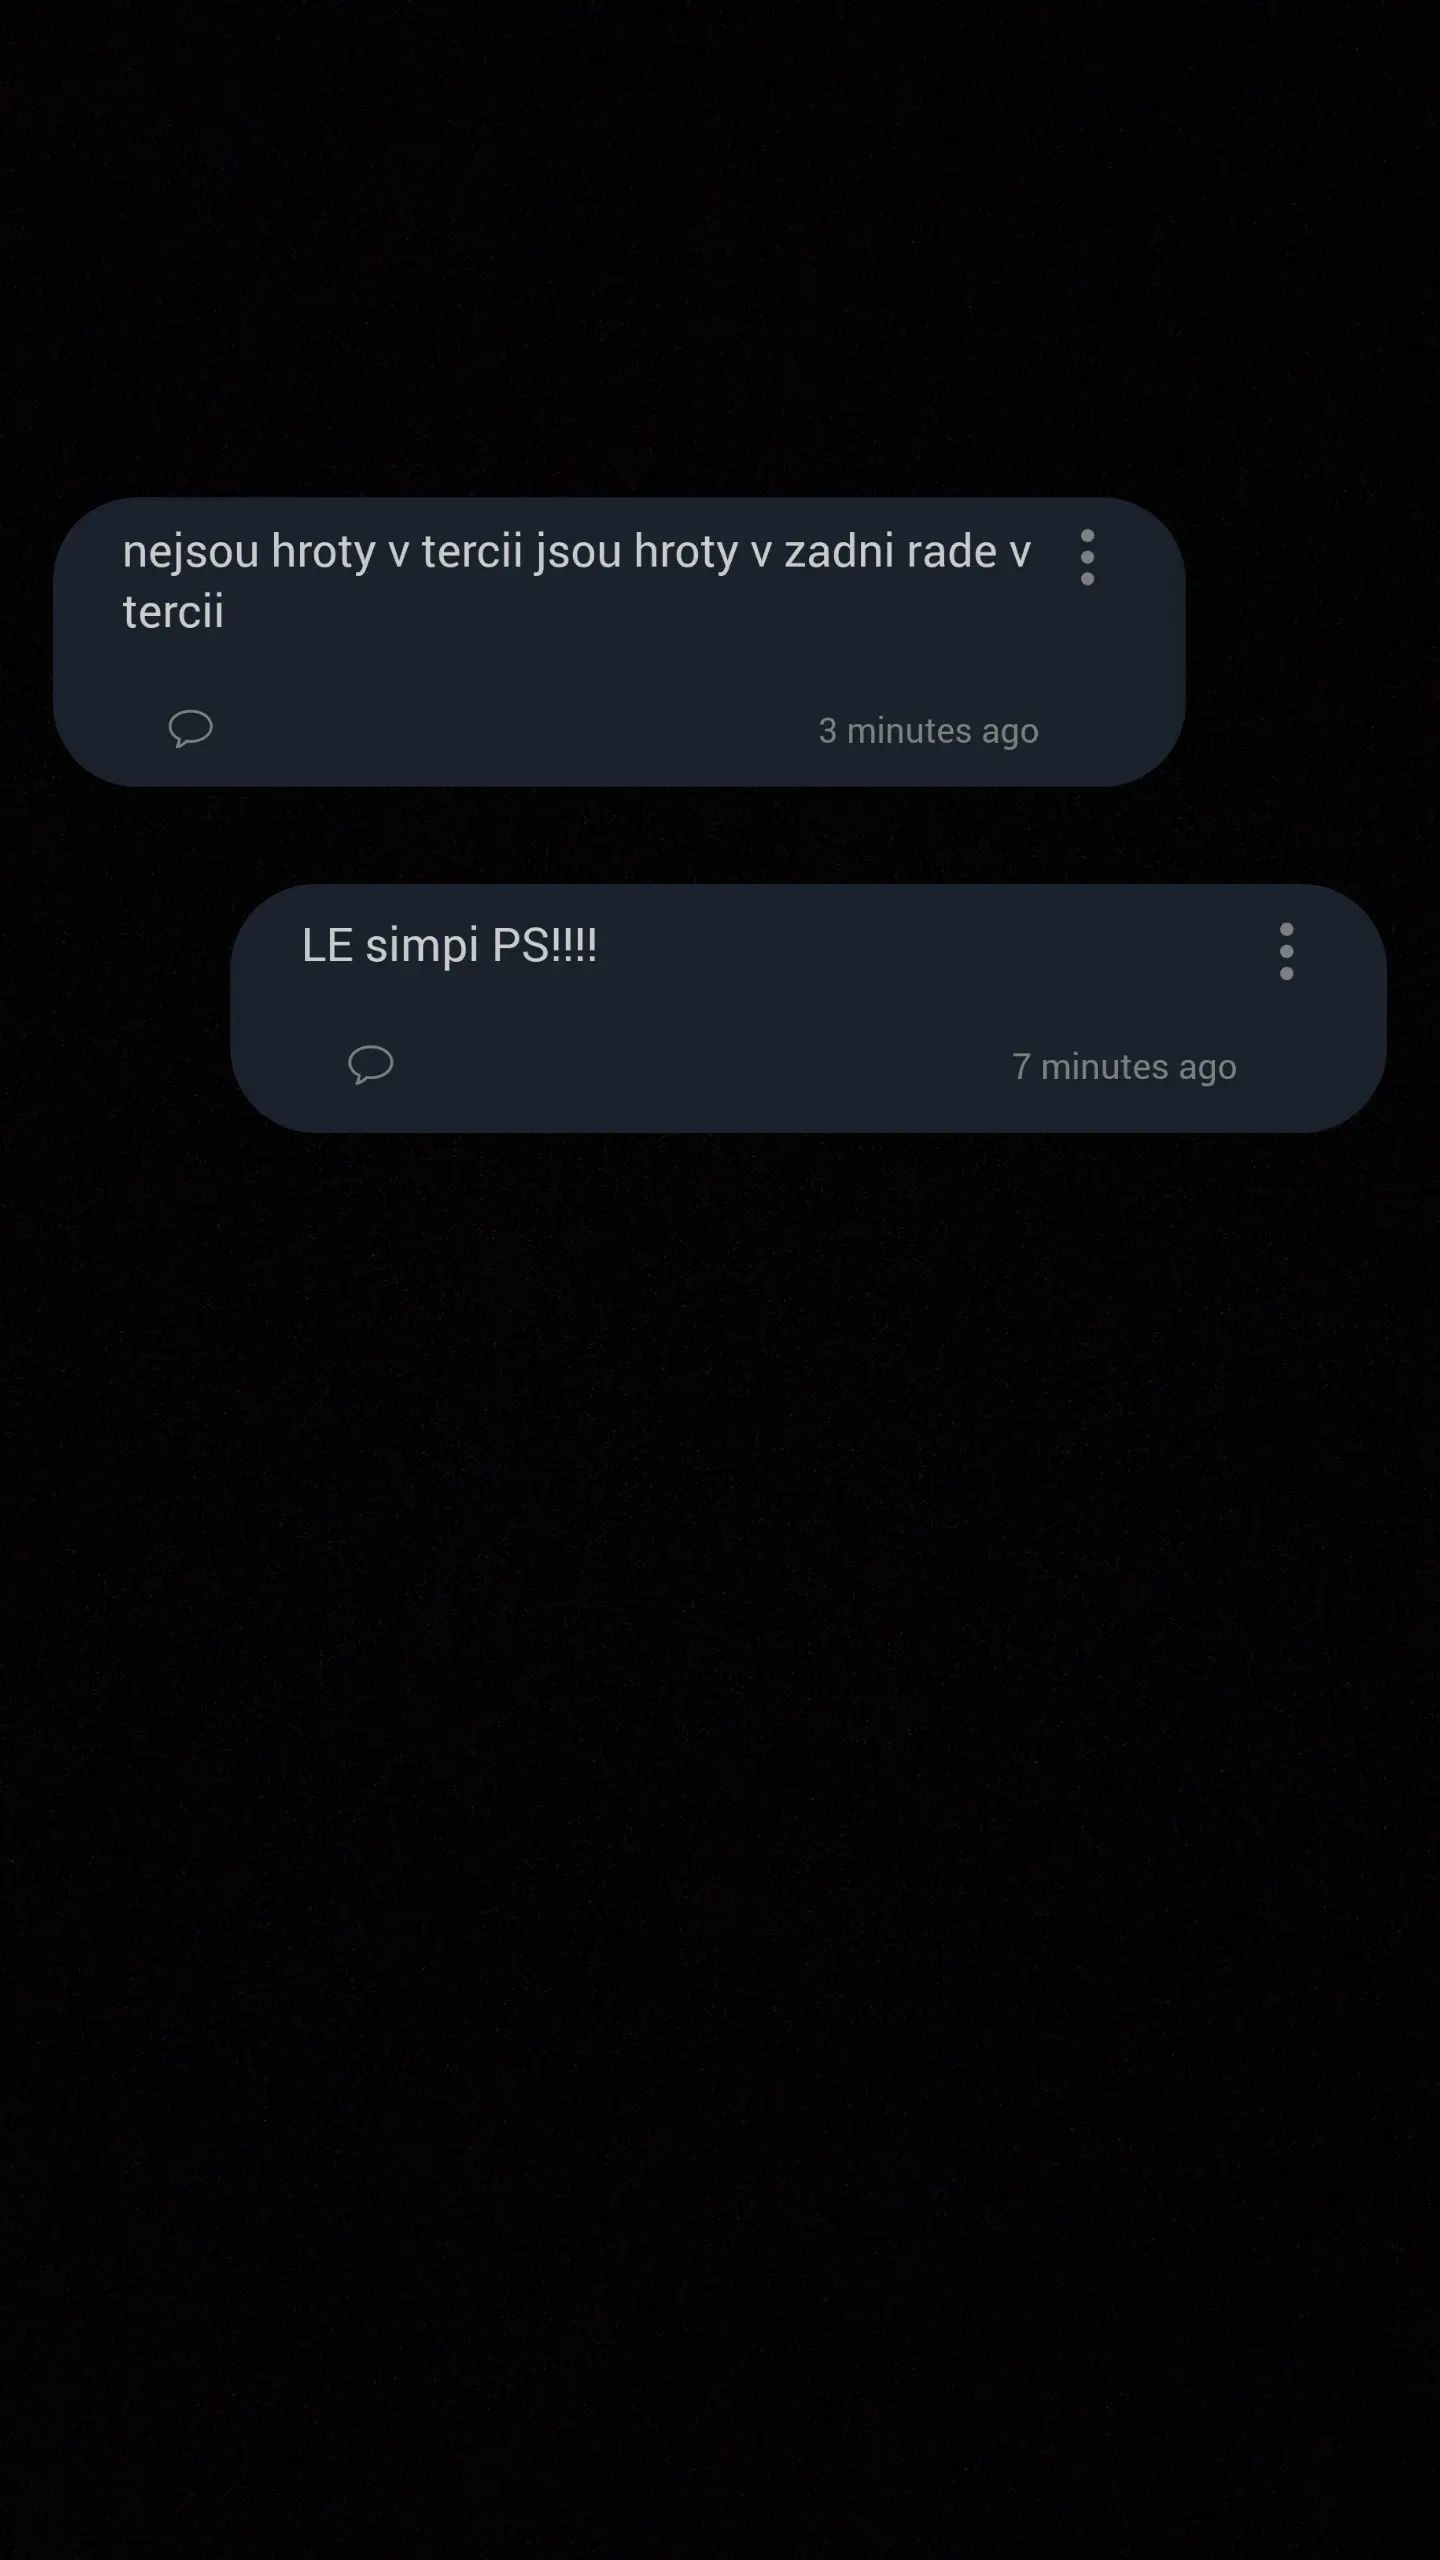 nejsou hroty v tercii jsou hroty v zadni rade v
tercii
3 minutes ago
LE simpi PS!!!!
7 minutes ago